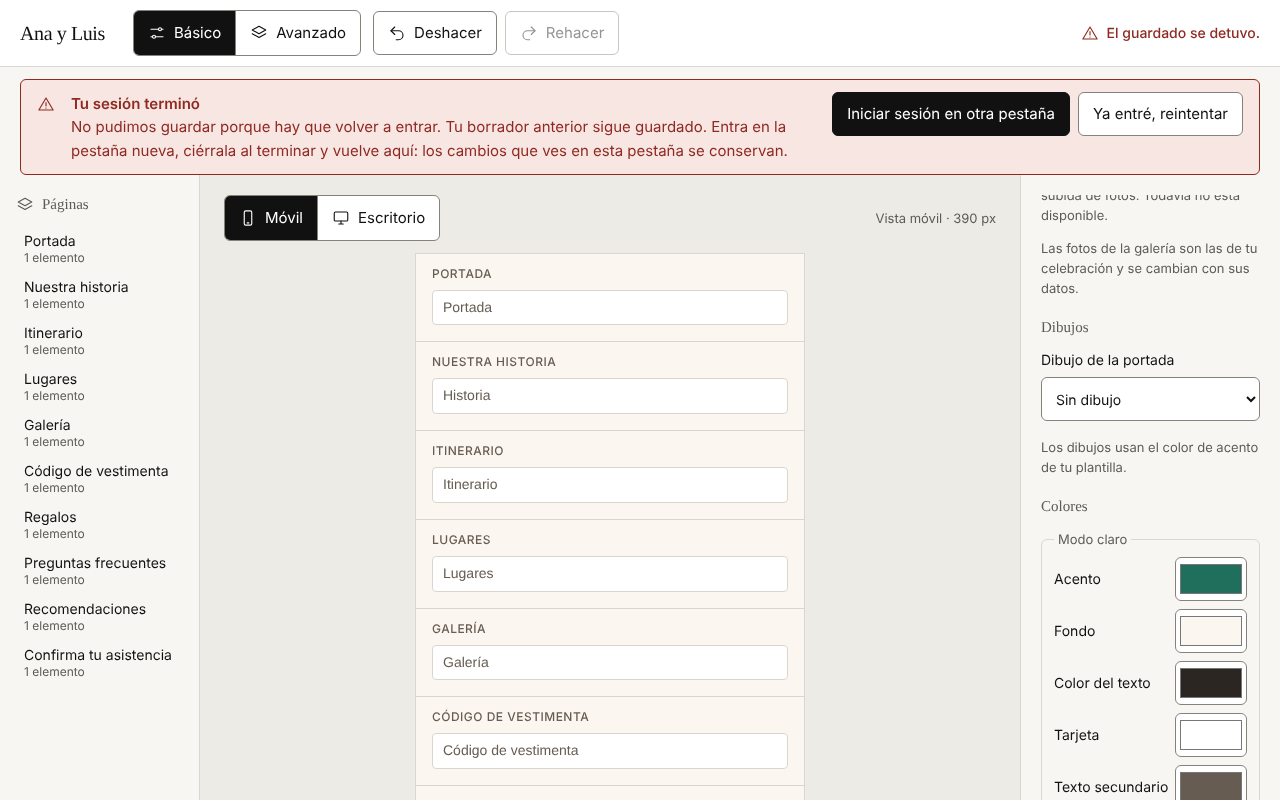 Ana y Luis
Básico
Avanzado
Deshacer
Rehacer
El guardado se detuvo.
Tu sesión terminó
No pudimos guardar porque hay que volver a entrar. Tu borrador anterior sigue guardado. Entra en la
pestaña nueva, ciérrala al terminar y vuelve aquí: los cambios que ves en esta pestaña se conservan.
Iniciar sesión en otra pestaña
Ya entré, reintentar
Páginas
Portada
1 elemento
Nuestra historia
1 elemento
Itinerario
1 elemento
Lugares
1 elemento
Galería
1 elemento
Código de vestimenta
1 elemento
Regalos
1 elemento
Preguntas frecuentes
1 elemento
Recomendaciones
1 elemento
Confirma tu asistencia
1 elemento
Móvil
Escritorio
Vista móvil · 390 px
PORTADA
Portada
NUESTRA HISTORIA
Historia
ITINERARIO
Itinerario
LUGARES
Lugares
GALERÍA
Galería
CÓDIGO DE VESTIMENTA
Código de vestimenta
subida de fotos. Todavía no está
disponible.
Las fotos de la galería son las de tu
celebración y se cambian con sus
datos.
Dibujos
Dibujo de la portada
Sin dibujo
Los dibujos usan el color de acento
de tu plantilla.
Colores
Modo claro
Acento
Fondo
Color del texto
Tarjeta
Texto secundario